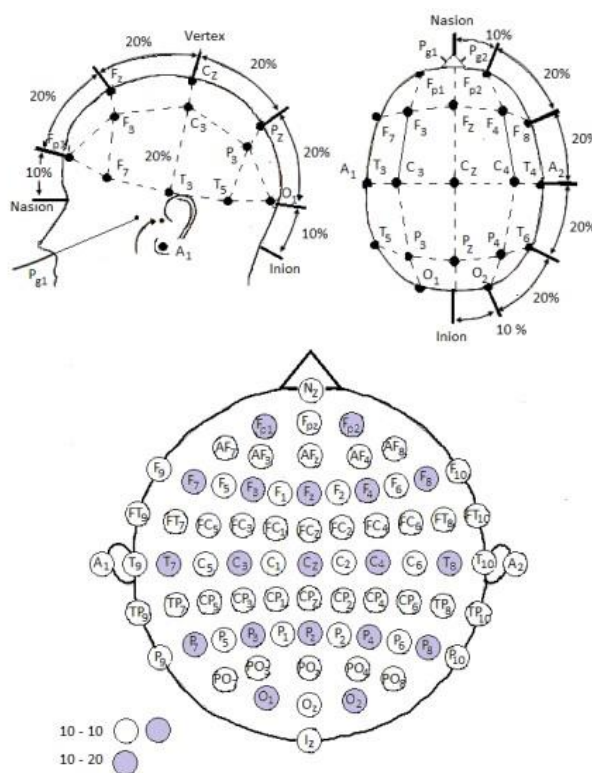 Vertex
20%
20%
Fz
Cz
20%
F3
C3
Pz
20%
Fp1
20%
P3
20%
F7
T3
T5
O1
10%
Nasion
10%
A1
Pg1
Inion
Nasion
Pg1 Pg2 10%
Fp1 Fp2
20%
F7 F3 Fz F4 F8
20%
A1 T3 C3 Cz C4 T4 A2
20%
T5 P3 Pz P4 T6
O1 O2
20%
10 %
Inion
Nz
Fp1 Fpz Fp2
AF7 AF3 AFz AF4 AF8
F9 F7 F5 F3 F1 Fz F2 F4 F6 F8 F10
FT9 FT7 FC5 FC3 FC1 FCz FC2 FC4 FC6 FT8 FT10
A1 T9 T7 C5 C3 C1 Cz C2 C4 C6 T8 T10 A2
TP9 TP7 CP5 CP3 CP1 CPz CP2 CP4 CP6 TP8 TP10
P9 P7 P5 P3 P1 P2 P4 P6 P8 P10
PO4
O1 Oz O2
Iz
10 - 10
10 - 20